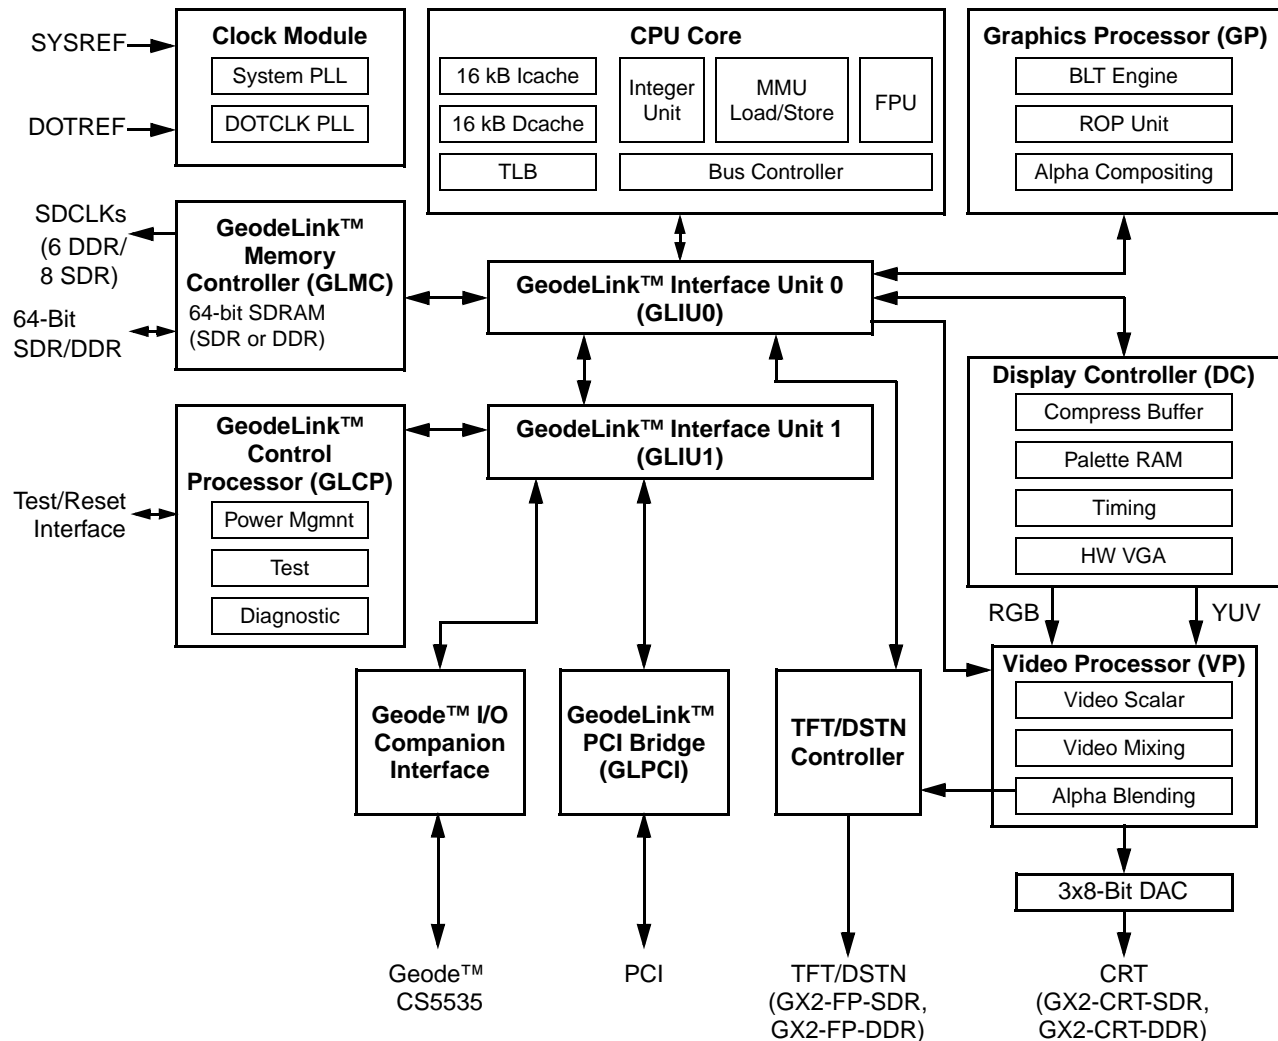 SYSREF
DOTREF
Clock Module
System PLL
DOTCLK PLL
CPU Core
16 kB Icache
16 kB Dcache
TLB
Integer
Unit
MMU
Load/Store
FPU
Bus Controller
Graphics Processor (GP)
BLT Engine
ROP Unit
Alpha Compositing
SDCLKs
(6 DDR/
8 SDR)
64-Bit
SDR/DDR
GeodeLink™
Memory
Controller (GLMC)
64-bit SDRAM
(SDR or DDR)
GeodeLink™ Interface Unit 0
(GLIU0)
Display Controller (DC)
Compress Buffer
Palette RAM
Timing
HW VGA
Test/Reset
Interface
GeodeLink™
Control
Processor (GLCP)
Power Mgmnt
Test
Diagnostic
GeodeLink™ Interface Unit 1
(GLIU1)
RGB
YUV
Geode™ I/O
Companion
Interface
GeodeLink™
PCI Bridge
(GLPCI)
TFT/DSTN
Controller
Video Processor (VP)
Video Scalar
Video Mixing
Alpha Blending
3x8-Bit DAC
Geode™
CS5535
PCI
TFT/DSTN
(GX2-FP-SDR,
GX2-FP-DDR)
CRT
(GX2-CRT-SDR,
GX2-CRT-DDR)